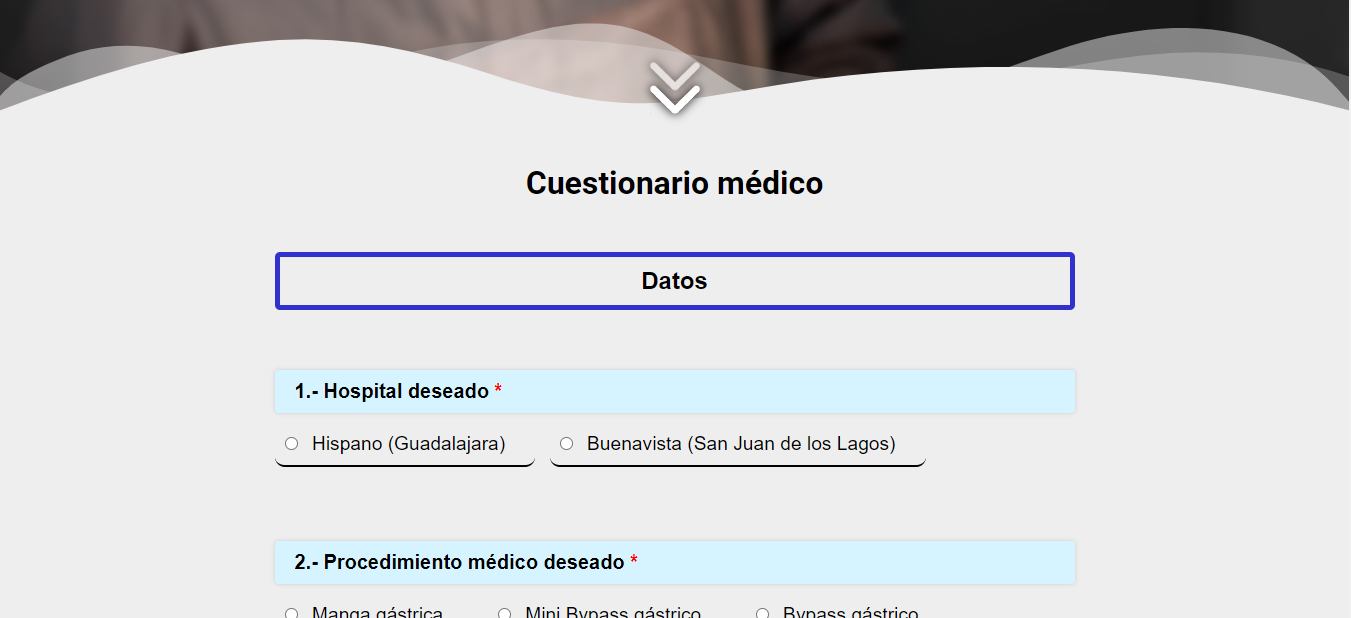 Cuestionario médico
Datos
1.- Hospital deseado *
Hispano (Guadalajara) Buenavista (San Juan de los Lagos)
2.- Procedimiento médico deseado *
Manga gástrica Mini Bypass gástrico Bypass gástrico